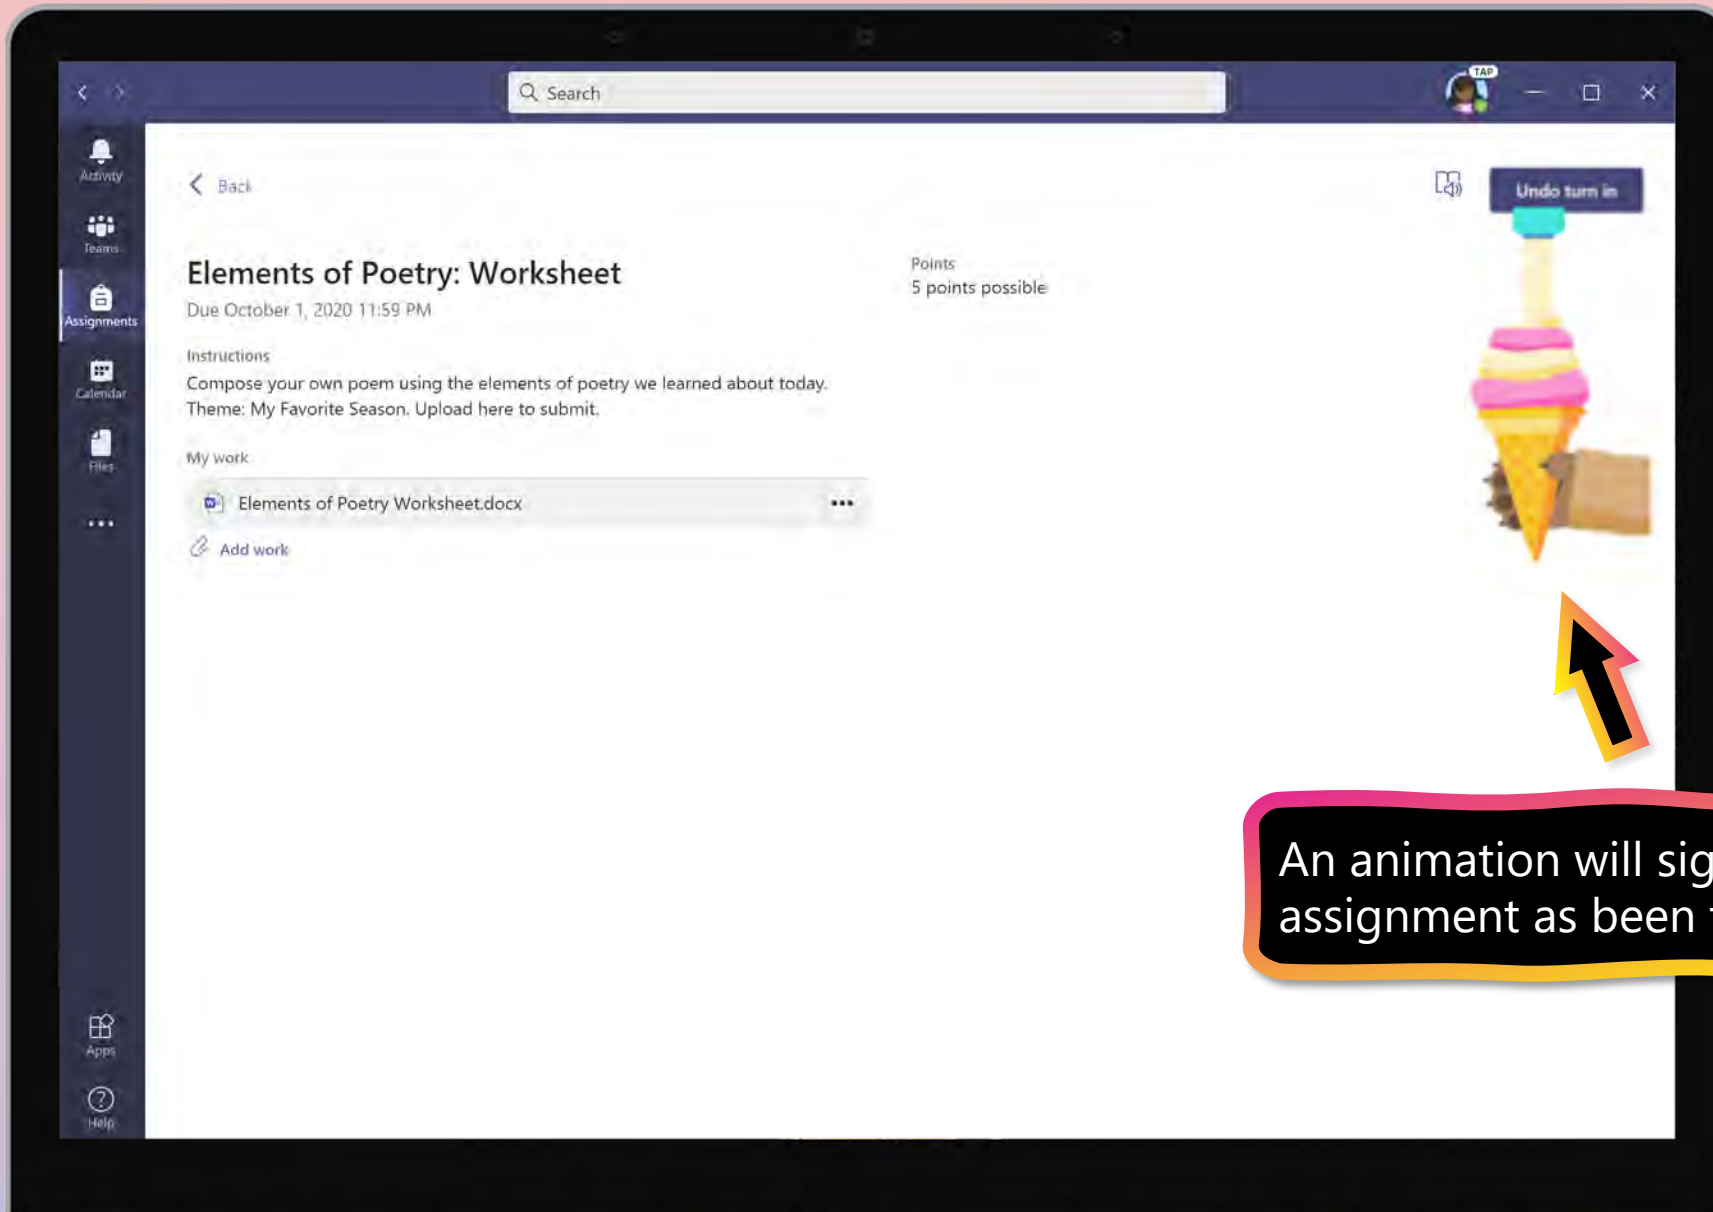 Search
TAP
Activity
Teams
Assignments
Calendar
Files
Apps
Help
Back
Undo turn in
Elements of Poetry: Worksheet
Due October 1, 2020 11:59 PM
Points
5 points possible
Instructions
Compose your own poem using the elements of poetry we learned about today.
Theme: My Favorite Season. Upload here to submit.
My work
Elements of Poetry Worksheet.docx
Add work
An animation will
assignment as been